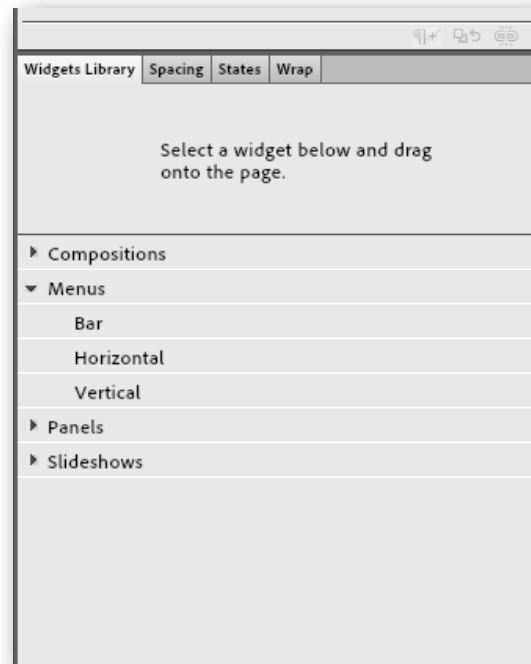 Widgets Library Spacing States Wrap
Select a widget below and drag
onto the page.
Compositions
Menus
Bar
Horizontal
Vertical
Panels
Slideshows